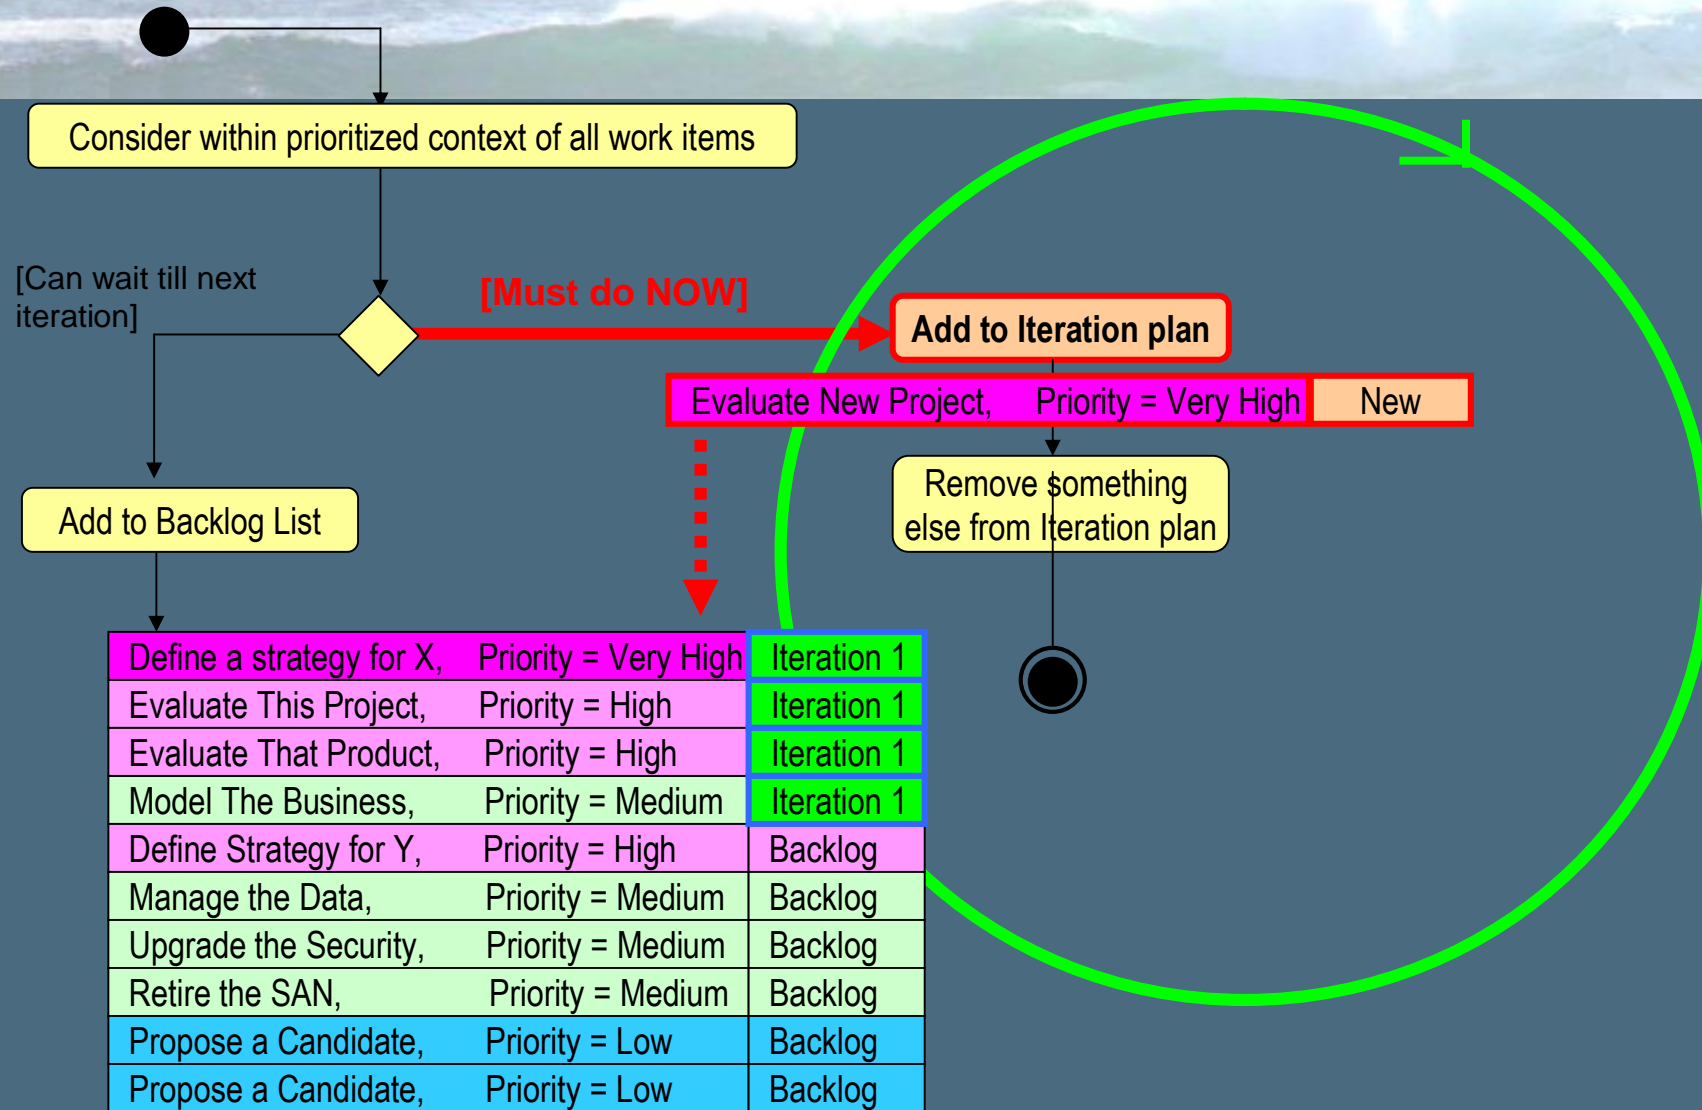 Consider within prioritized context of all work items
[Can wait till next
iteration]
[Must do NOW]
Add to Iteration plan
Evaluate New Project, Priority = Very High New
Remove something
else from Iteration plan
Add to Backlog List
Define a strategy for X, Priority = Very High Iteration 1
Evaluate This Project, Priority = High Iteration 1
Evaluate That Product, Priority = High Iteration 1
Model The Business, Priority = Medium Iteration 1
Define Strategy for Y, Priority = High Backlog
Manage the Data, Priority = Medium Backlog
Upgrade the Security, Priority = Medium Backlog
Retire the SAN, Priority = Medium Backlog
Propose a Candidate, Priority = Low Backlog
Propose a Candidate, Priority = Low Backlog